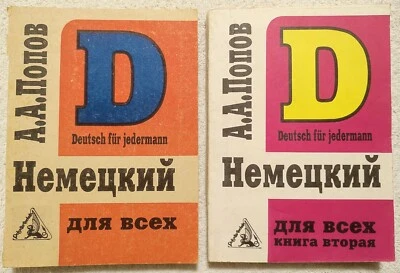 А.А.Попов
D
Deutsch für jedermann
Немецкий
для всех
А.А.Попов
D
Deutsch für jedermann
Немецкий
для всех
книга вторая